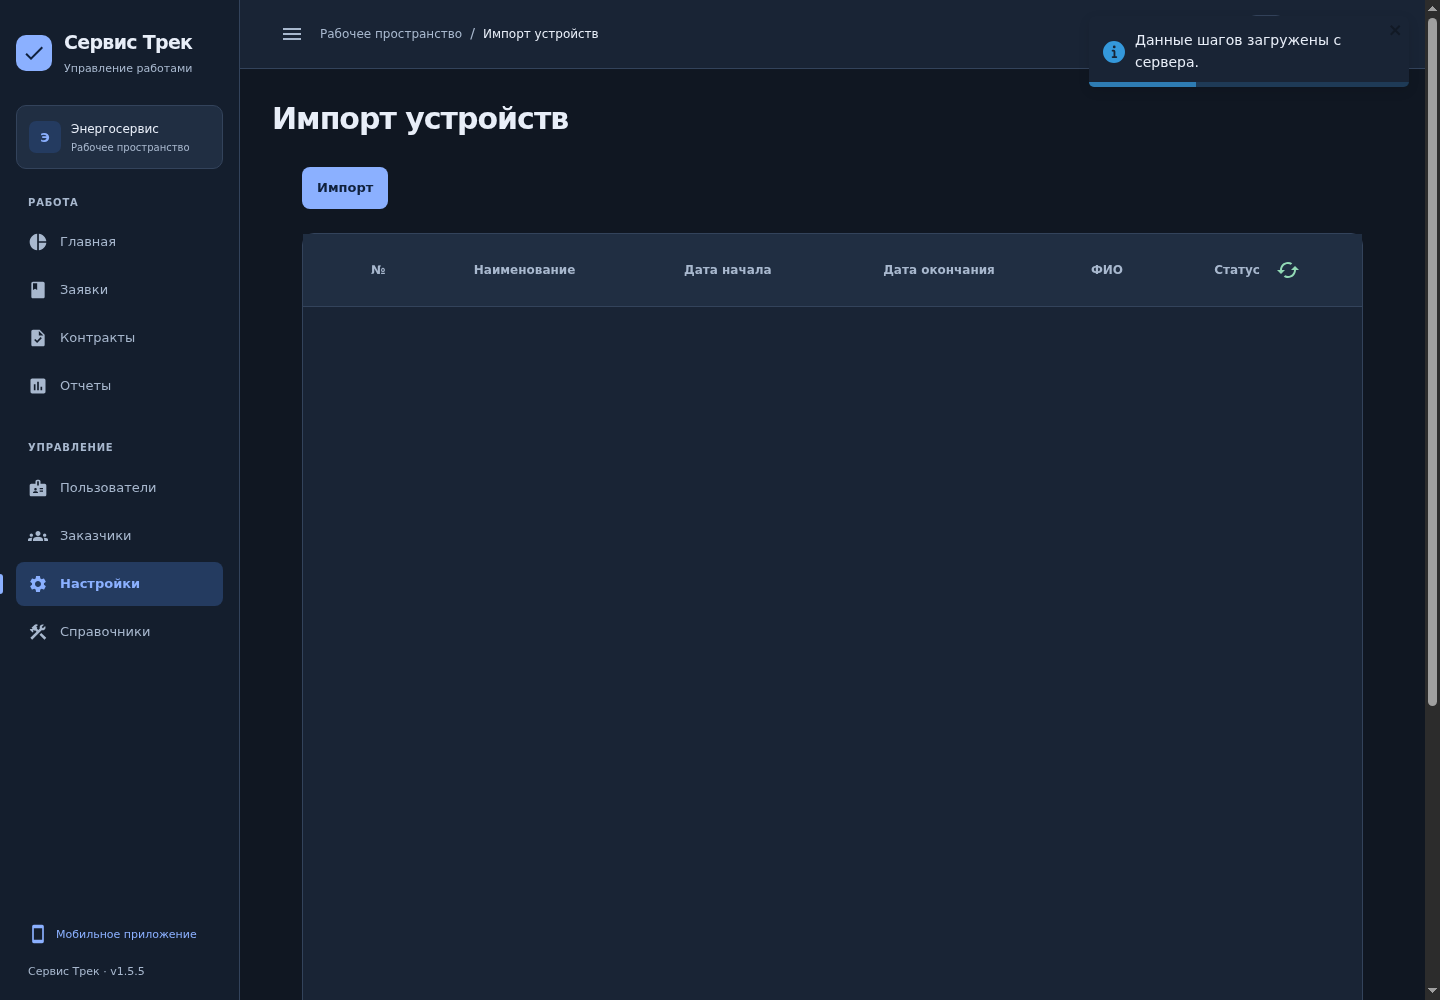 Сервис Трек
Управление работами
Э
Энергосервис
Рабочее пространство
РАБОТА
Главная
Заявки
Контракты
Отчеты
УПРАВЛЕНИЕ
Пользователи
Заказчики
Настройки
Справочники
Мобильное приложение
Сервис Трек · v1.5.5
Рабочее пространство / Импорт устройств
Данные шагов загружены с
сервера.
Импорт устройств
Импорт
№ Наименование Дата начала Дата окончания ФИО Статус